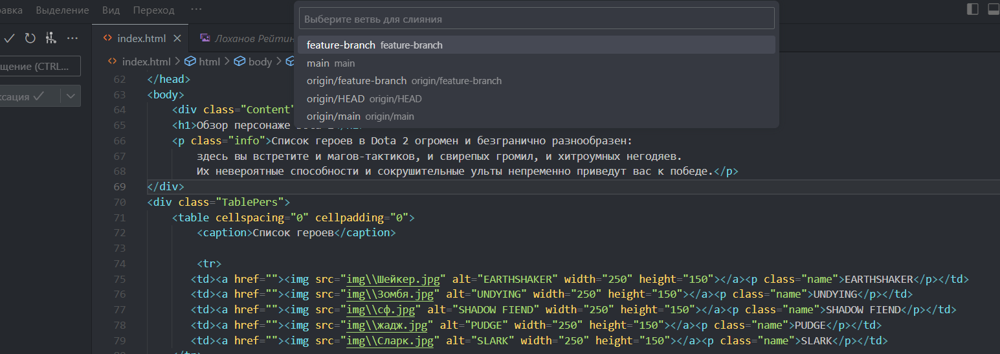 равка Выделение Вид Переход ···
Выберите ветвь для слияния
index.html Лоханов Рейтин
feature-branch feature-branch
щение (CTRL...
index.html > html > body >
main main
62 </head>
origin/feature-branch origin/feature-branch
ксация
63 <body>
origin/HEAD origin/HEAD
64 <div class="Content"
origin/main origin/main
65 <h1>Обзор персонаже
66 <p class="info">Список героев в Dota 2 огромен и безгранично разнообразен:
67 здесь вы встретите и магов-тактиков, и свирепых громил, и хитроумных негодяев.
68 Их невероятные способности и сокрушительные ульты непременно приведут вас к победе.</p>
69 </div>
70 <div class="TablePers">
71 <table cellspacing="0" cellpadding="0">
72 <caption>Список героев</caption>
73
74 <tr>
75 <td><a href=""><img src="img\\Шейкер.jpg" alt="EARTHSHAKER" width="250" height="150"></a><p class="name">EARTHSHAKER</p></td>
76 <td><a href=""><img src="img\\Зомбя.jpg" alt="UNDYING" width="250" height="150"></a><p class="name">UNDYING</p></td>
77 <td><a href=""><img src="img\\сф.jpg" alt="SHADOW FIEND" width="250" height="150"></a><p class="name">SHADOW FIEND</p></td>
78 <td><a href=""><img src="img\\жадж.jpg" alt="PUDGE" width="250" height="150"></a><p class="name">PUDGE</p></td>
79 <td><a href=""><img src="img\\Сларк.jpg" alt="SLARK" width="250" height="150"></a><p class="name">SLARK</p></td>